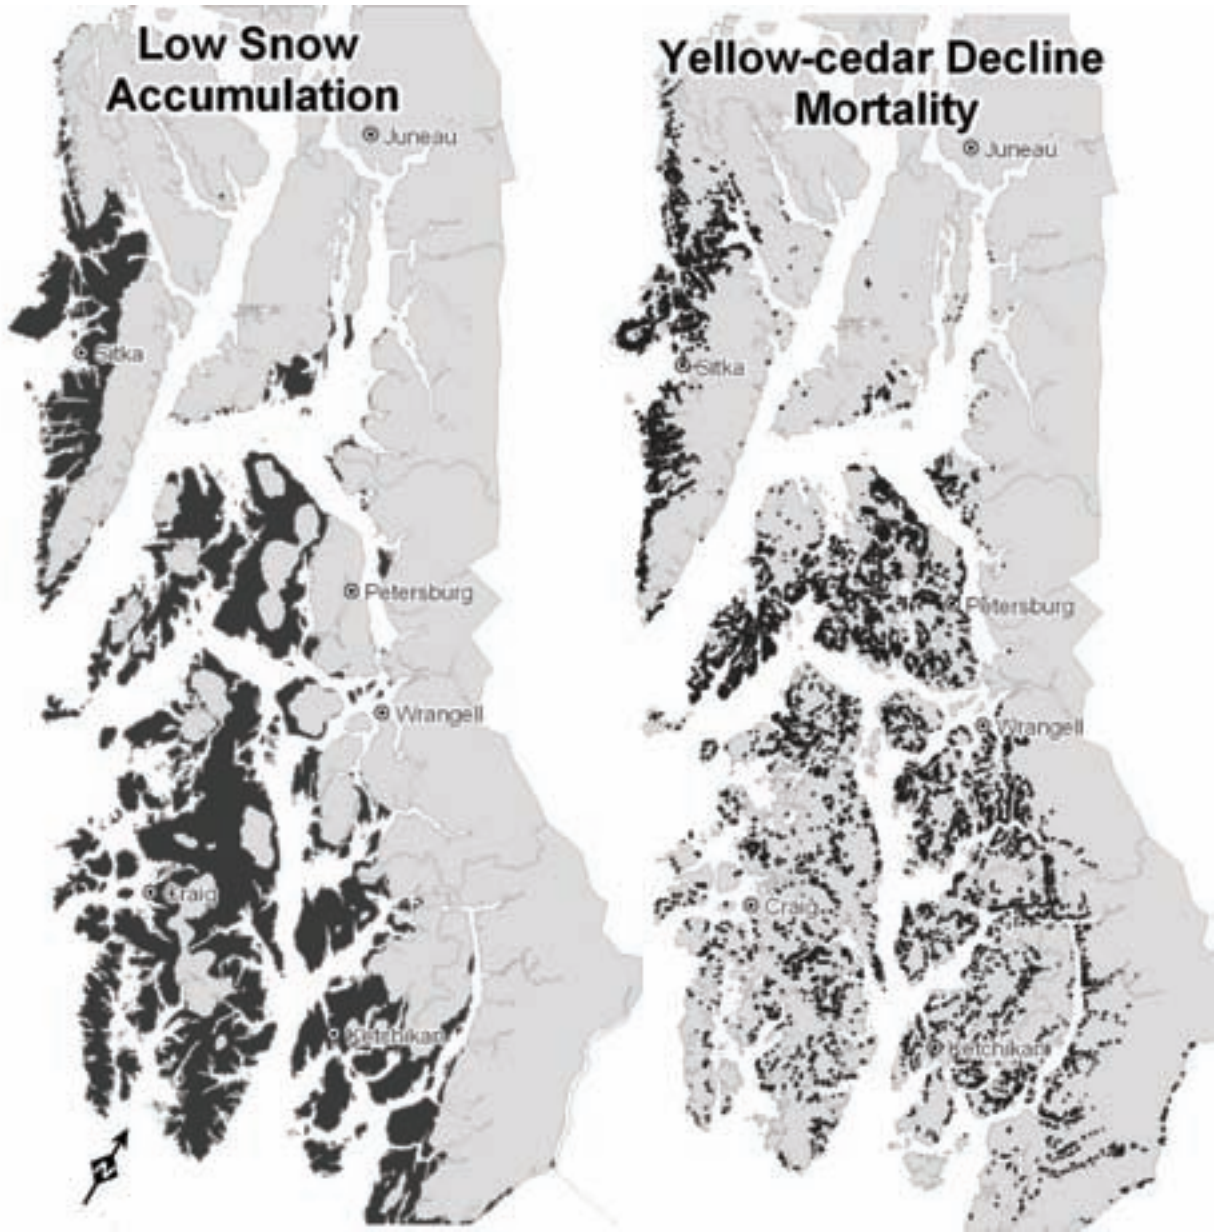 Low Snow
Accumulation
Juneau
Sitka
Petersburg
Wrangell
Craig
Ketchikan
N
Yellow-cedar Decline
Mortality
Juneau
Sitka
Petersburg
Wrangell
Craig
Ketchikan